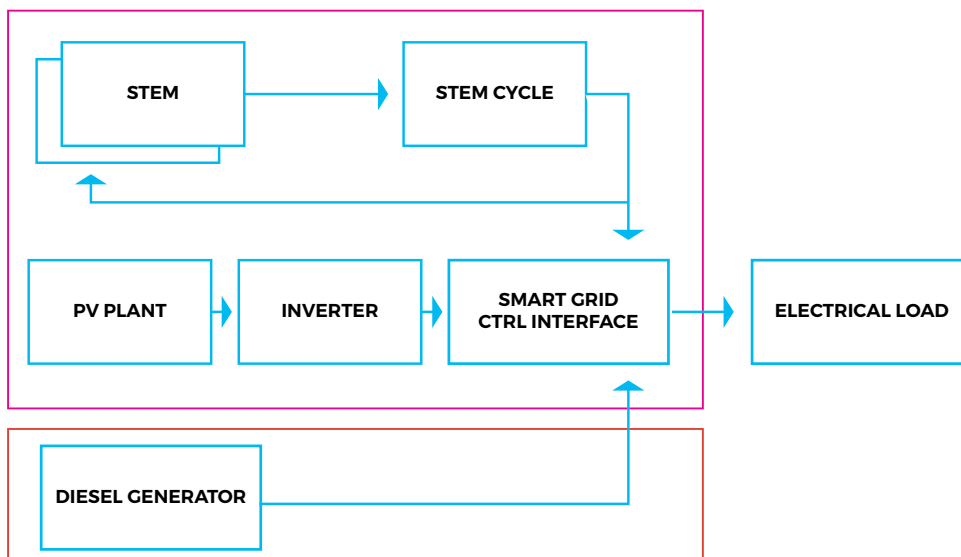 STEM
STEM CYCLE
PV PLANT
INVERTER
SMART GRID
CTRL INTERFACE
ELECTRICAL LOAD
DIESEL GENERATOR